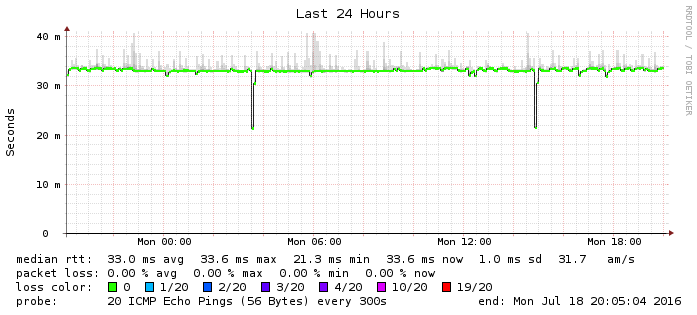 Last 24 Hours
RRDTOOL / TOBI OETIKER
Seconds
40 m
30 m
20 m
10 m
0
Mon 00:00 Mon 06:00 Mon 12:00 Mon 18:00
median rtt: 33.0 ms avg 33.6 ms max 21.3 ms min 33.6 ms now 1.0 ms sd 31.7 am/s
packet loss: 0.00 % avg 0.00 % max 0.00 % min 0.00 % now
loss color: 0 1/20 2/20 3/20 4/20 10/20 19/20
probe: 20 ICMP Echo Pings (56 Bytes) every 300s end: Mon Jul 18 20:05:04 2016